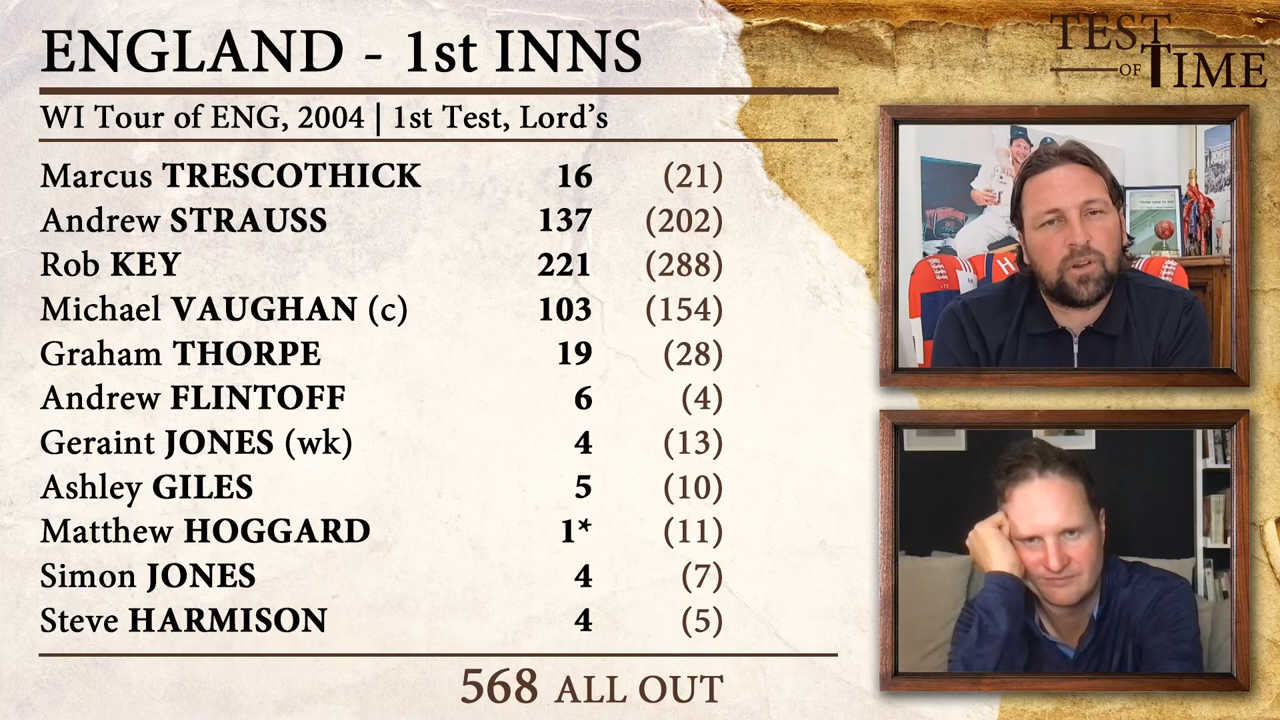 ENGLAND - 1st INNS
WI Tour of ENG, 2004 | 1st Test, Lord's
Marcus TRESCOTHICK 16 (21)
Andrew STRAUSS 137 (202)
Rob KEY 221 (288)
Michael VAUGHAN (c) 103 (154)
Graham THORPE 19 (28)
Andrew FLINTOFF 6 (4)
Geraint JONES (wk) 4 (13)
Ashley GILES 5 (10)
Matthew HOGGARD 1* (11)
Simon JONES 4 (7)
Steve HARMISON 4 (5)
568 ALL OUT
TEST
OF TIME
H